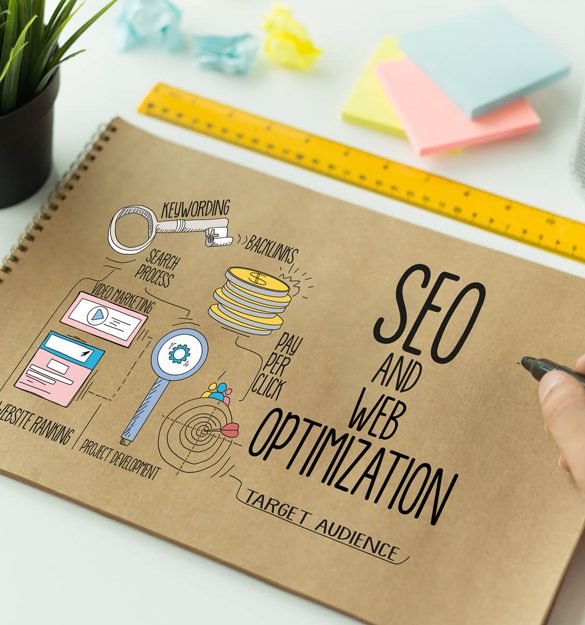 KEYWORDING
BACKLINKS
SEARCH
PROCESS
VIDEO MARKETING
PAY
PER
CLICK
WEBSITE RANKING
PROJECT DEVELOPMENT
TARGET AUDIENCE
SEO
AND
WEB
OPTIMIZATION
$